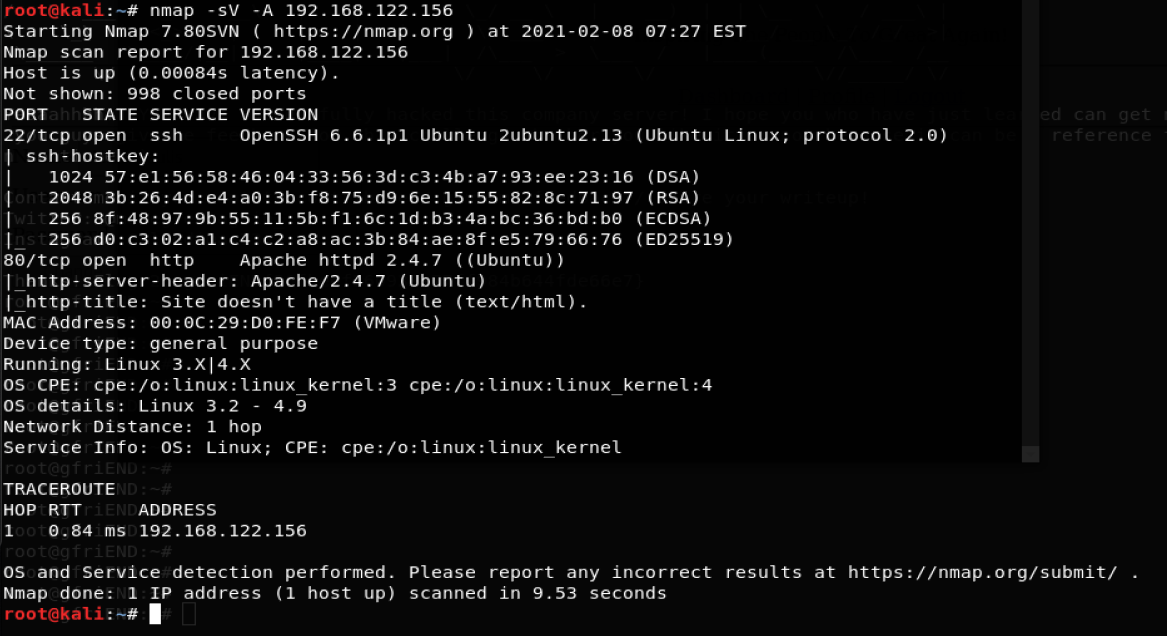 root@kali:~# nmap -sV -A 192.168.122.156
Starting Nmap 7.80SVN ( https://nmap.org ) at 2021-02-08 07:27 EST
Nmap scan report for 192.168.122.156
Host is up (0.00084s latency).
Not shown: 998 closed ports
PORT   STATE SERVICE VERSION
22/tcp open  ssh     OpenSSH 6.6.1p1 Ubuntu 2ubuntu2.13 (Ubuntu Linux; protocol 2.0)
| ssh-hostkey:
|   1024 57:e1:56:58:46:04:33:56:3d:c3:4b:a7:93:ee:23:16 (DSA)
|   2048 3b:26:4d:e4:a0:3b:f8:75:d9:6e:15:55:82:8c:71:97 (RSA)
|   256 8f:48:97:9b:55:11:5b:f1:6c:1d:b3:4a:bc:36:bd:b0 (ECDSA)
|_  256 d0:c3:02:a1:c4:c2:a8:ac:3b:84:ae:8f:e5:79:66:76 (ED25519)
80/tcp open  http    Apache httpd 2.4.7 ((Ubuntu))
|_http-server-header: Apache/2.4.7 (Ubuntu)
|_http-title: Site doesn't have a title (text/html).
MAC Address: 00:0C:29:D0:FE:F7 (VMware)
Device type: general purpose
Running: Linux 3.X|4.X
OS CPE: cpe:/o:linux:linux_kernel:3 cpe:/o:linux:linux_kernel:4
OS details: Linux 3.2 - 4.9
Network Distance: 1 hop
Service Info: OS: Linux; CPE: cpe:/o:linux:linux_kernel
root@gfriEND:~#
TRACEROUTE
HOP RTT     ADDRESS
1   0.84 ms 192.168.122.156
root@gfriEND:~#
OS and Service detection performed. Please report any incorrect results at https://nmap.org/submit/ .
Nmap done: 1 IP address (1 host up) scanned in 9.53 seconds
root@kali:~#